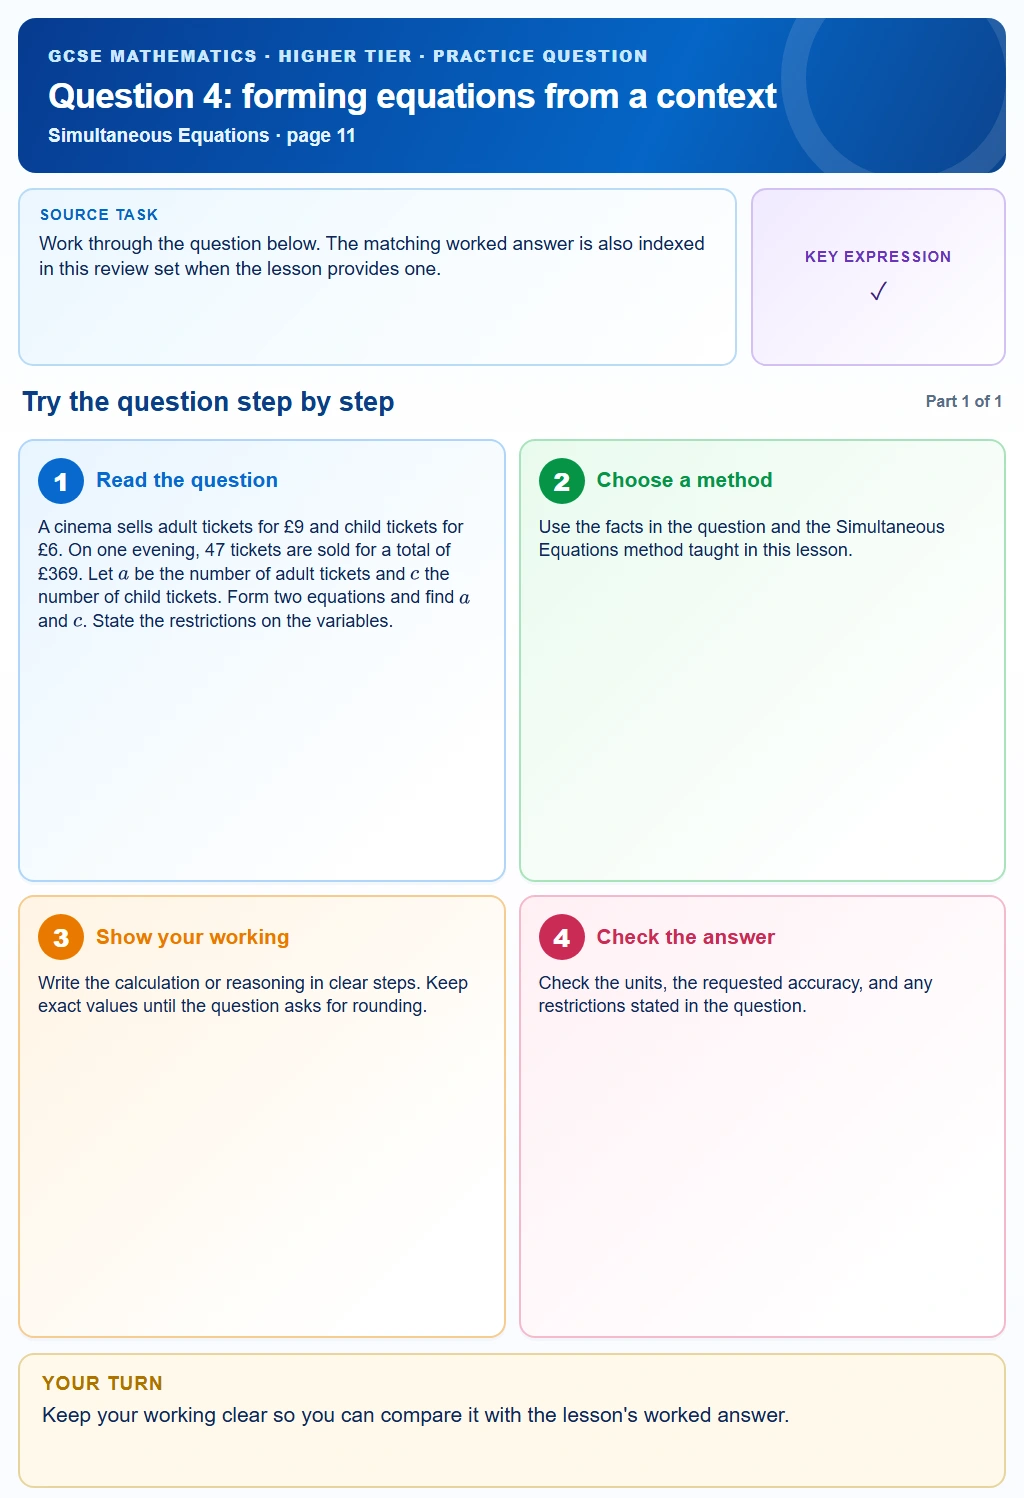 GCSE MATHEMATICS · HIGHER TIER · PRACTICE QUESTION
Question 4: forming equations from a context
Simultaneous Equations · page 11
SOURCE TASK
Work through the question below. The matching worked answer is also indexed
in this review set when the lesson provides one.
KEY EXPRESSION
✓
Try the question step by step
Part 1 of 1
1 Read the question
A cinema sells adult tickets for £9 and child tickets for
£6. On one evening, 47 tickets are sold for a total of
£369. Let a be the number of adult tickets and c the
number of child tickets. Form two equations and find a
and c. State the restrictions on the variables.
2 Choose a method
Use the facts in the question and the Simultaneous
Equations method taught in this lesson.
3 Show your working
Write the calculation or reasoning in clear steps. Keep
exact values until the question asks for rounding.
4 Check the answer
Check the units, the requested accuracy, and any
restrictions stated in the question.
YOUR TURN
Keep your working clear so you can compare it with the lesson's worked answer.